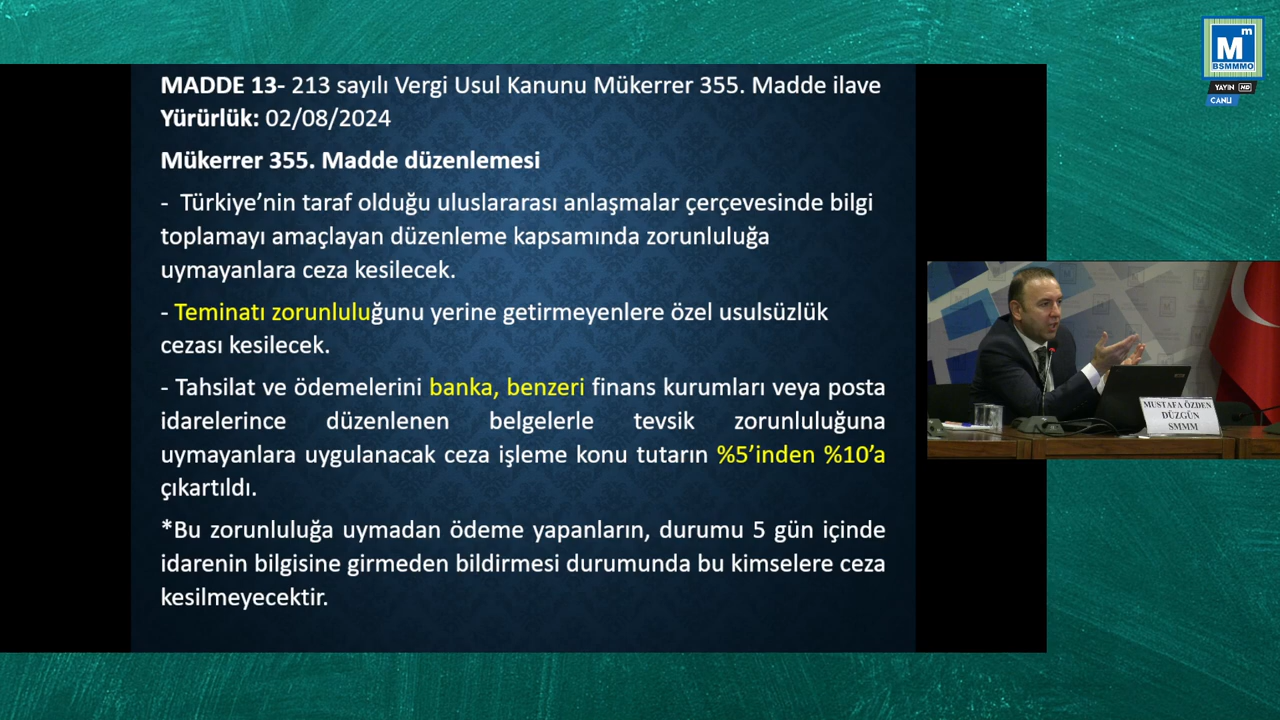 MADDE 13- 213 sayılı Vergi Usul Kanunu Mükerrer 355. Madde ilave
Yürürlük: 02/08/2024
Mükerrer 355. Madde düzenlemesi
- Türkiye’nin taraf olduğu uluslararası anlaşmalar çerçevesinde bilgi
toplamayı amaçlayan düzenleme kapsamında zorunluluğa
uymayanlara ceza kesilecek.
- Teminatı zorunluluğunu yerine getirmeyenlere özel usulsüzlük
cezası kesilecek.
- Tahsilat ve ödemelerini banka, benzeri finans kurumları veya posta
idarelerince düzenlenen belgelerle tevsik zorunluluğuna
uymayanlara uygulanacak ceza işleme konu tutarın %5’inden %10’a
çıkartıldı.
*Bu zorunluluğa uymadan ödeme yapanların, durumu 5 gün içinde
idarenin bilgisine girmeden bildirmesi durumunda bu kimselere ceza
kesilmeyecektir.
Mm
BSMMMO
YAYIN HD
CANLI
MUSTAFA ÖZDEN
DÜZGÜN
SMMM